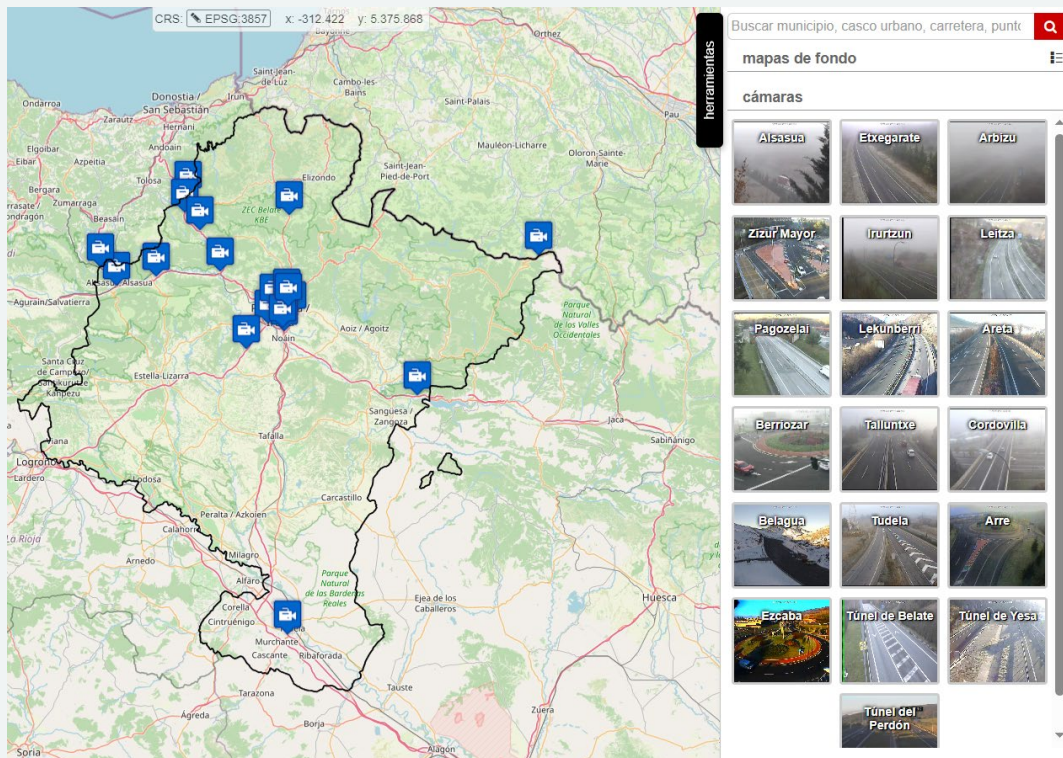 CRS: EPSG:3857 x: -312.422 y: 5.375.868
herramientas
Buscar municipio, casco urbano, carretera, punto
mapas de fondo
cámaras
Alsasua
Etxegarate
Arbizu
Zizur Mayor
Irurtzun
Leitza
Pagozelai
Lekunberri
Areta
Berriozar
Talluntxe
Cordovilla
Belagua
Tudela
Arre
Ezcaba
Túnel de Belate
Túnel de Yesa
Túnel del
Perdón
Orthez
Saint-Jean-
de-Luz
Cambo-les
Bains
Pau
Ondarroa
Zarautz
Donostia /
San Sebastián
Irun
Hernani
Saint-Palais
Elgoibar
Eibar
Azpeitia
Andoain
Mauléon-Licharre
Oloron-Sainte-
Marie
Bergara
Zumarraga
Tolosa
Elizondo
Saint-Jean-
Pied-de-Port
Beasain
ZEC Belate
KBE
Alsasua
Agurain/Salvatierra
Parque
Natural
de los Valles
Occidentales
Aoiz / Agoitz
Noain
Estella-Lizarra
Santa Cruz
de Campezo/
Kanpezu
Sangüesa /
Zangoza
Jaca
Sabiñánigo
Tafalla
Viana
Logroño
Lardero
Carcastillo
Peralta / Azkoien
La Rioja
Milagro
Arnedo
Alfaro
Parque
Natural
de las Bardenas
Reales
Ejea de los
Caballeros
Huesca
Corella
Cintruénigo
Murchante
Cascante
Ribaforada
Tarazona
Tauste
Zuera
Ágreda
Borja
Soria
Alagón